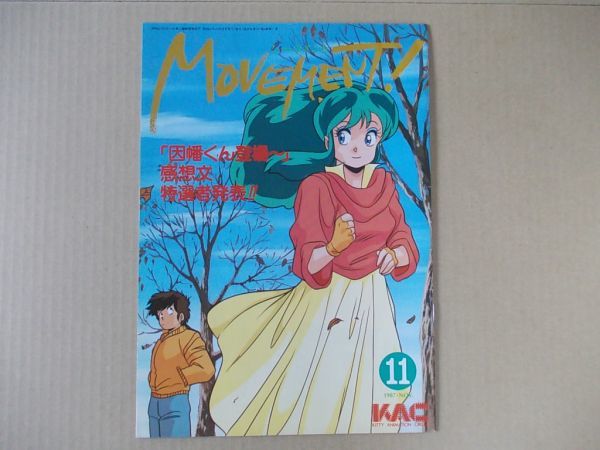 MOVEMENT!
「因幡くん登場〜」
感想文
特選者発表!!
11
1987・NOV.
KAC
KITTY ANIMATION CIRCLE